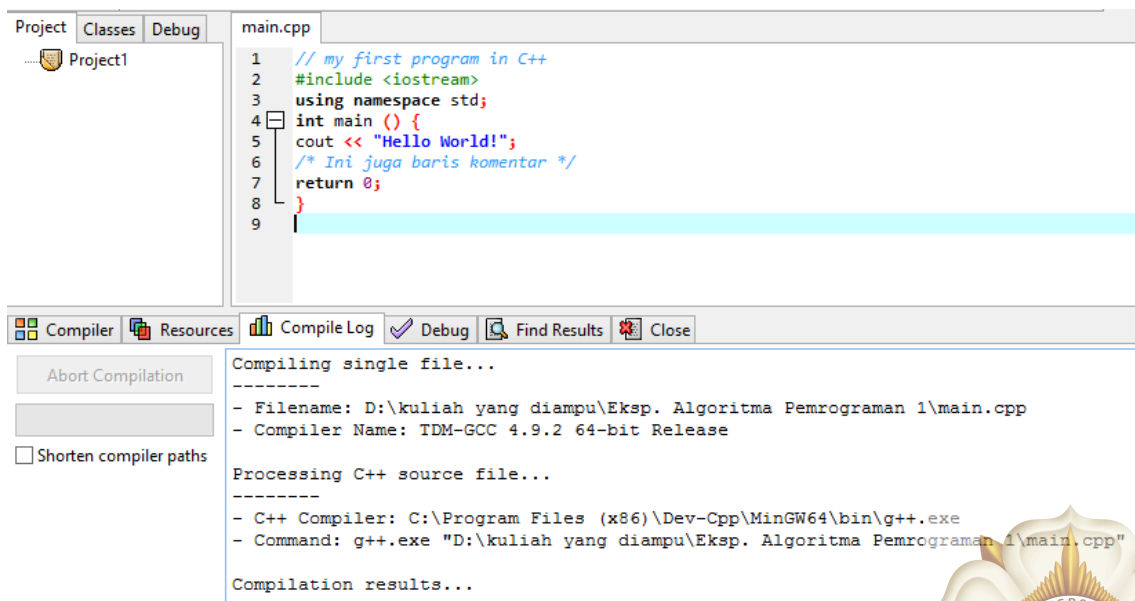 Project Classes Debug
main.cpp
Project1
1 // my first program in C++
2 #include <iostream>
3 using namespace std;
4 int main () {
5 cout << "Hello World!";
6 /* Ini juga baris komentar */
7 return 0;
8 }
9
Compiler Resources Compile Log Debug Find Results Close
Abort Compilation
Shorten compiler paths
Compiling single file...
--------
- Filename: D:\kuliah yang diampu\Eksp. Algoritma Pemrograman 1\main.cpp
- Compiler Name: TDM-GCC 4.9.2 64-bit Release
Processing C++ source file...
--------
- C++ Compiler: C:\Program Files (x86)\Dev-Cpp\MinGW64\bin\g++.exe
- Command: g++.exe "D:\kuliah yang diampu\Eksp. Algoritma Pemrograman 1\main.cpp"
Compilation results...